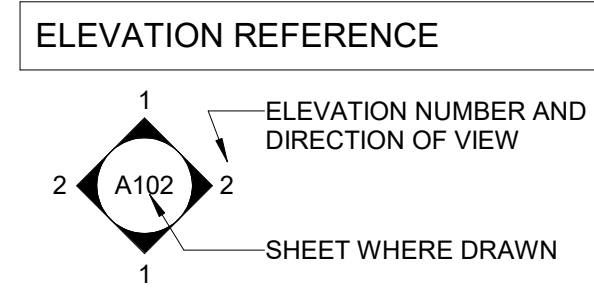 ELEVATION REFERENCE
1
ELEVATION NUMBER AND
DIRECTION OF VIEW
2 A102 2
SHEET WHERE DRAWN
1